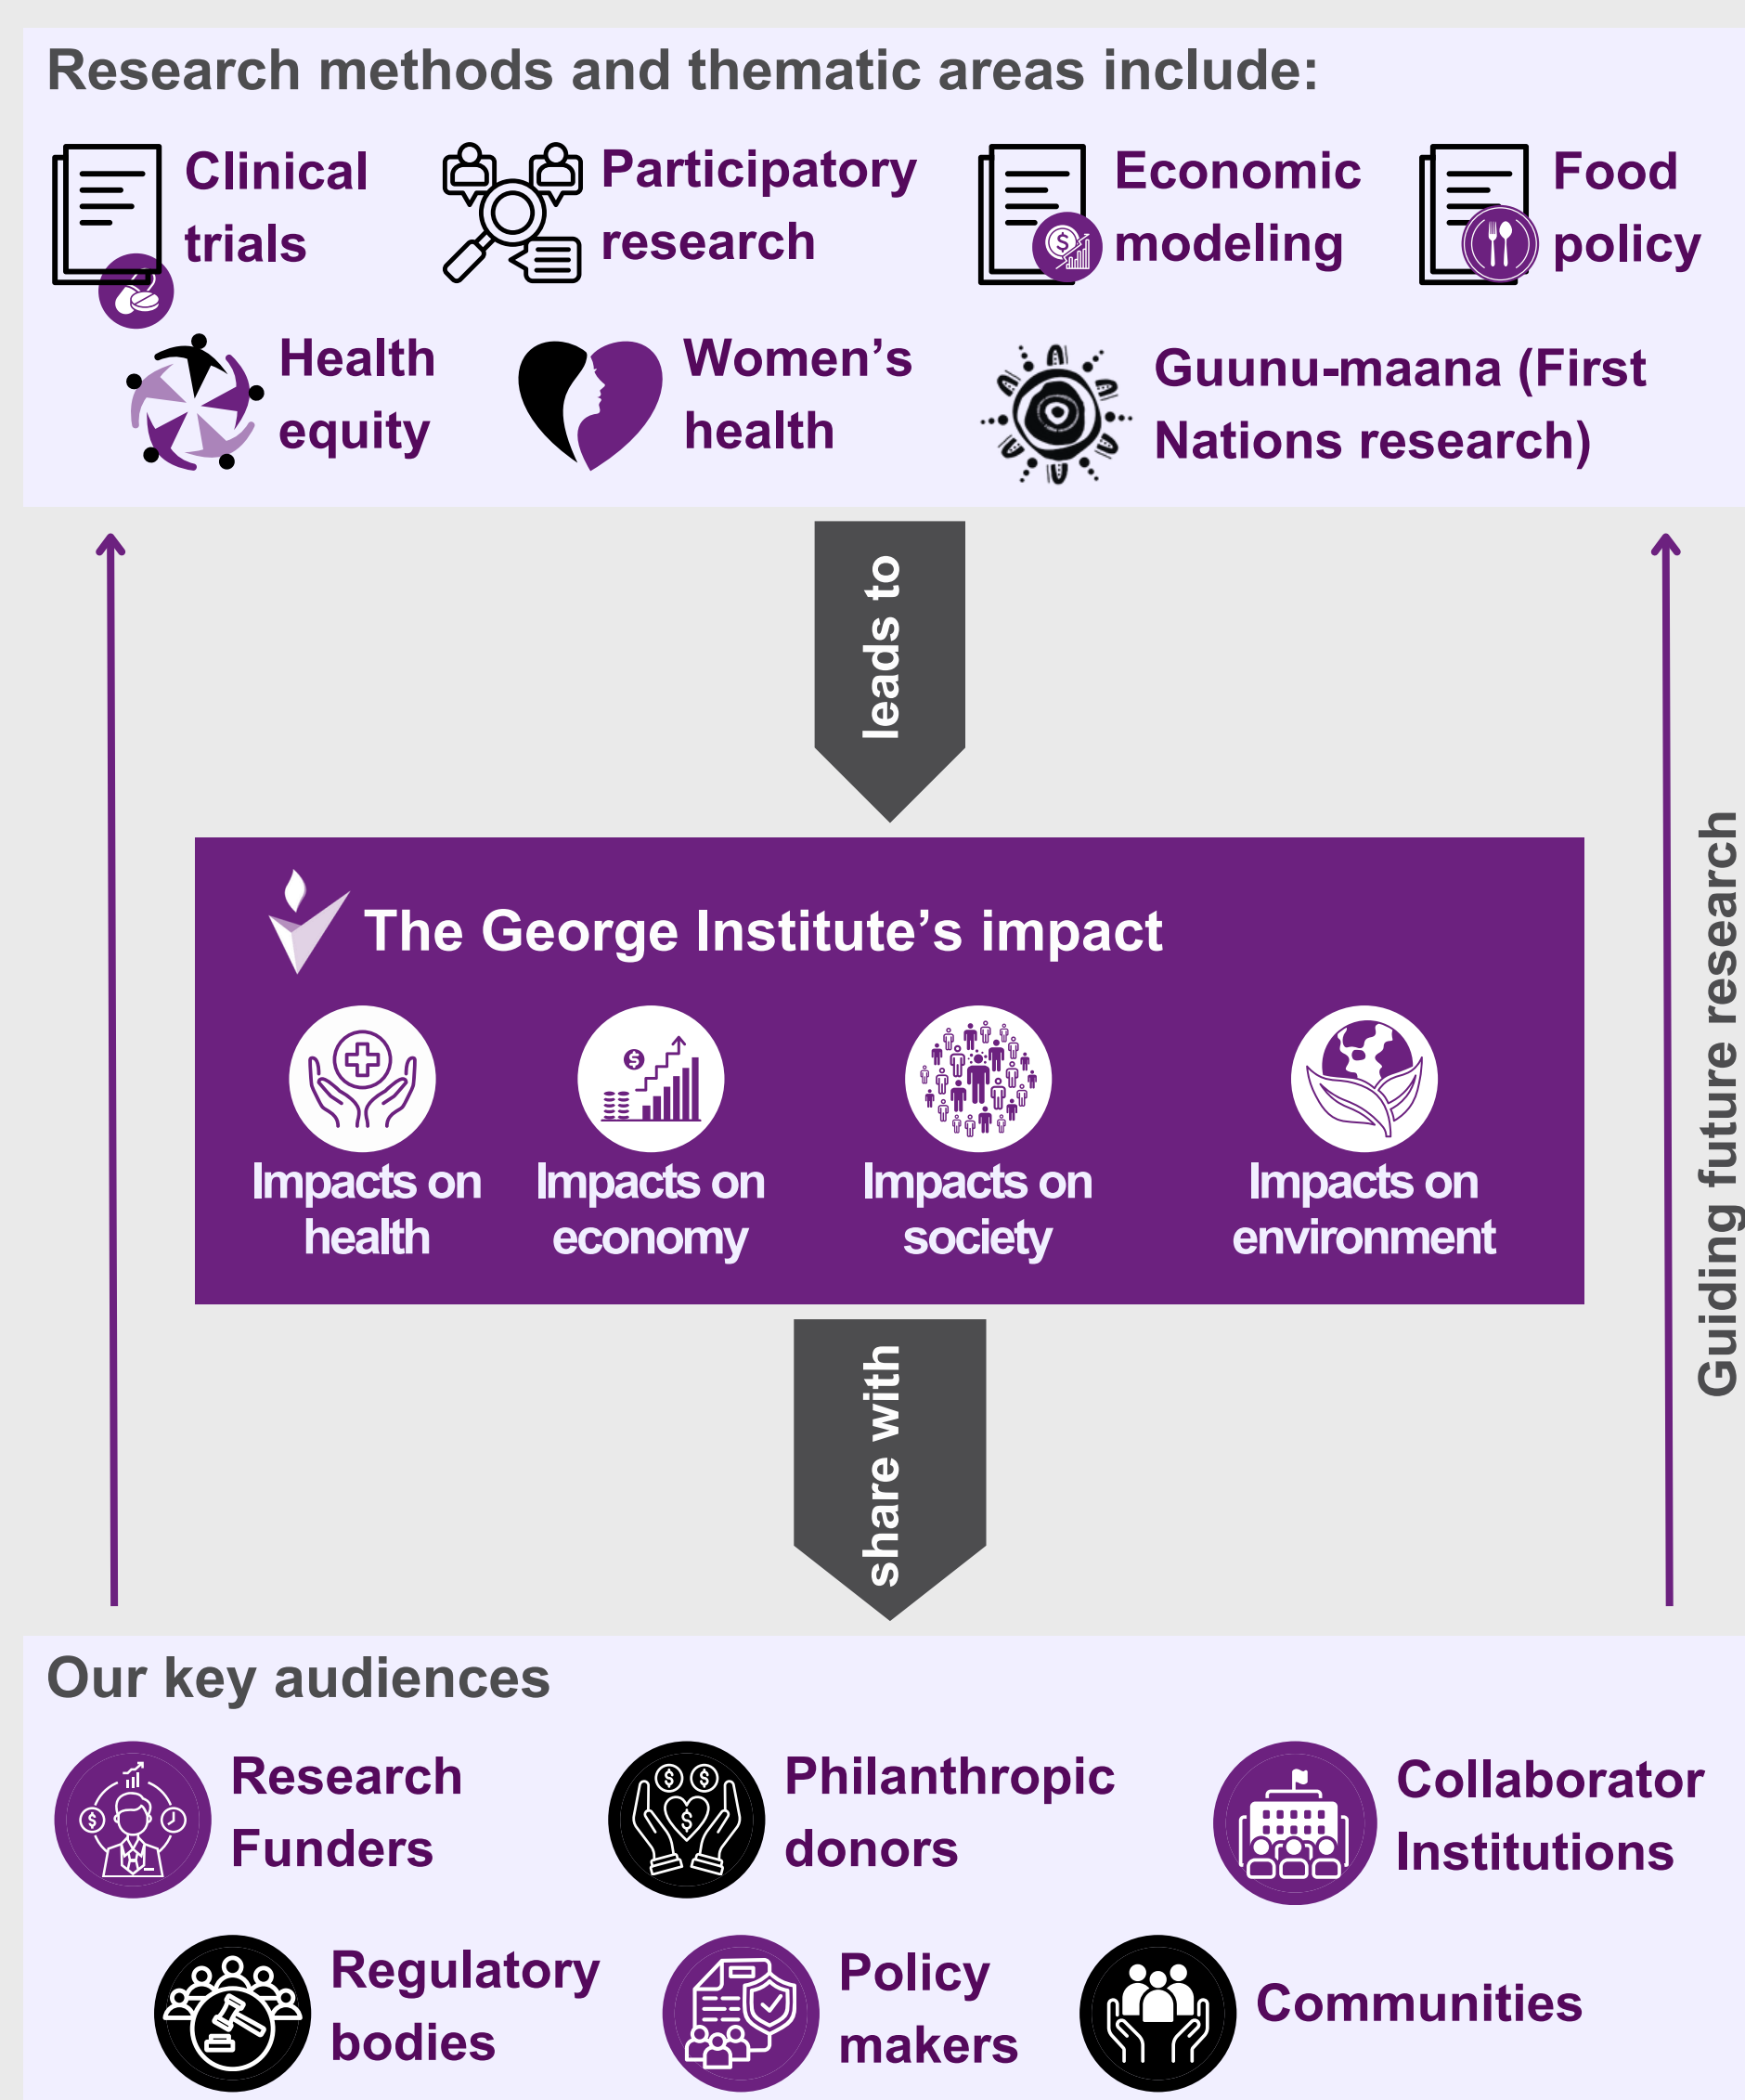 Research methods and thematic areas include:
Clinical
trials
Participatory
research
Economic
modeling
Food
policy
Health
equity
Women’s
health
Guunu-maana (First
Nations research)
leads to
The George Institute’s impact
Impacts on
health
Impacts on
economy
Impacts on
society
Impacts on
environment
Guiding future research
share with
Our key audiences
Research
Funders
Philanthropic
donors
Collaborator
Institutions
Regulatory
bodies
Policy
makers
Communities